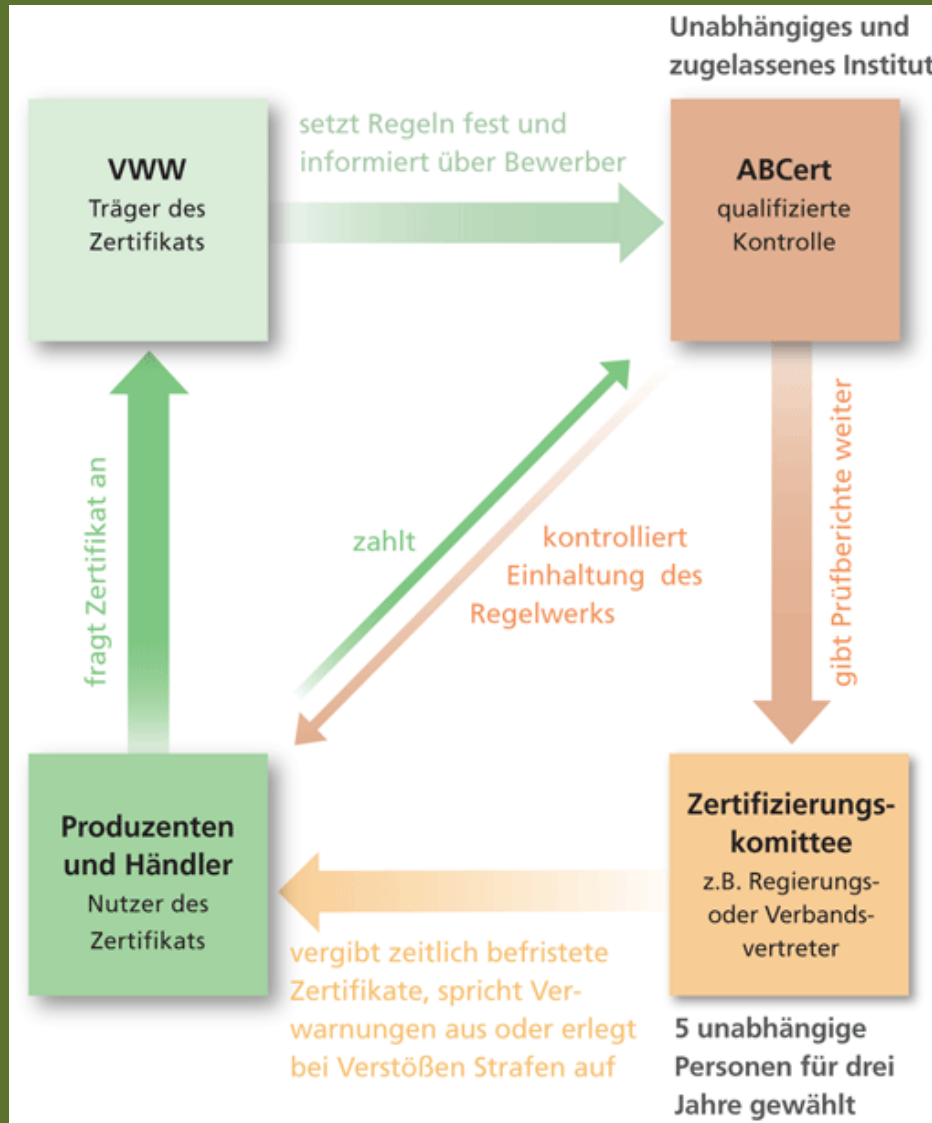 Unabhängiges und
zugelassenes Institut
VWW
Träger des
Zertifikats
setzt Regeln fest und
informiert über Bewerber
ABCert
qualifizierte
Kontrolle
fragt Zertifikat an
zahlt
kontrolliert
Einhaltung des
Regelwerks
gibt Prüfberichte weiter
Produzenten
und Händler
Nutzer des
Zertifikats
vergibt zeitlich befristete
Zertifikate, spricht Ver-
warnungen aus oder erlegt
bei Verstößen Strafen auf
Zertifizierungs-
komittee
z.B. Regierungs-
oder Verbands-
vertreter
5 unabhängige
Personen für drei
Jahre gewählt